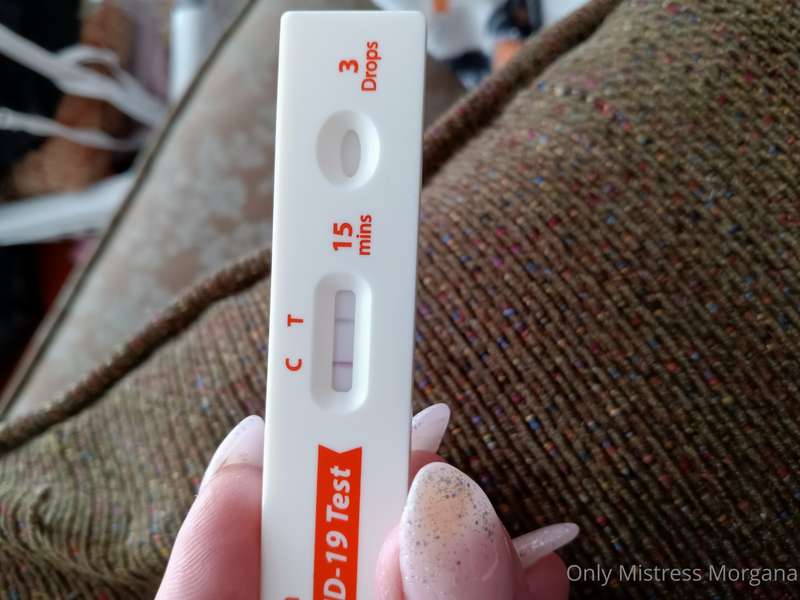 3
Drops
15
mins
C T
D-19 Test
Only Mistress Morgana